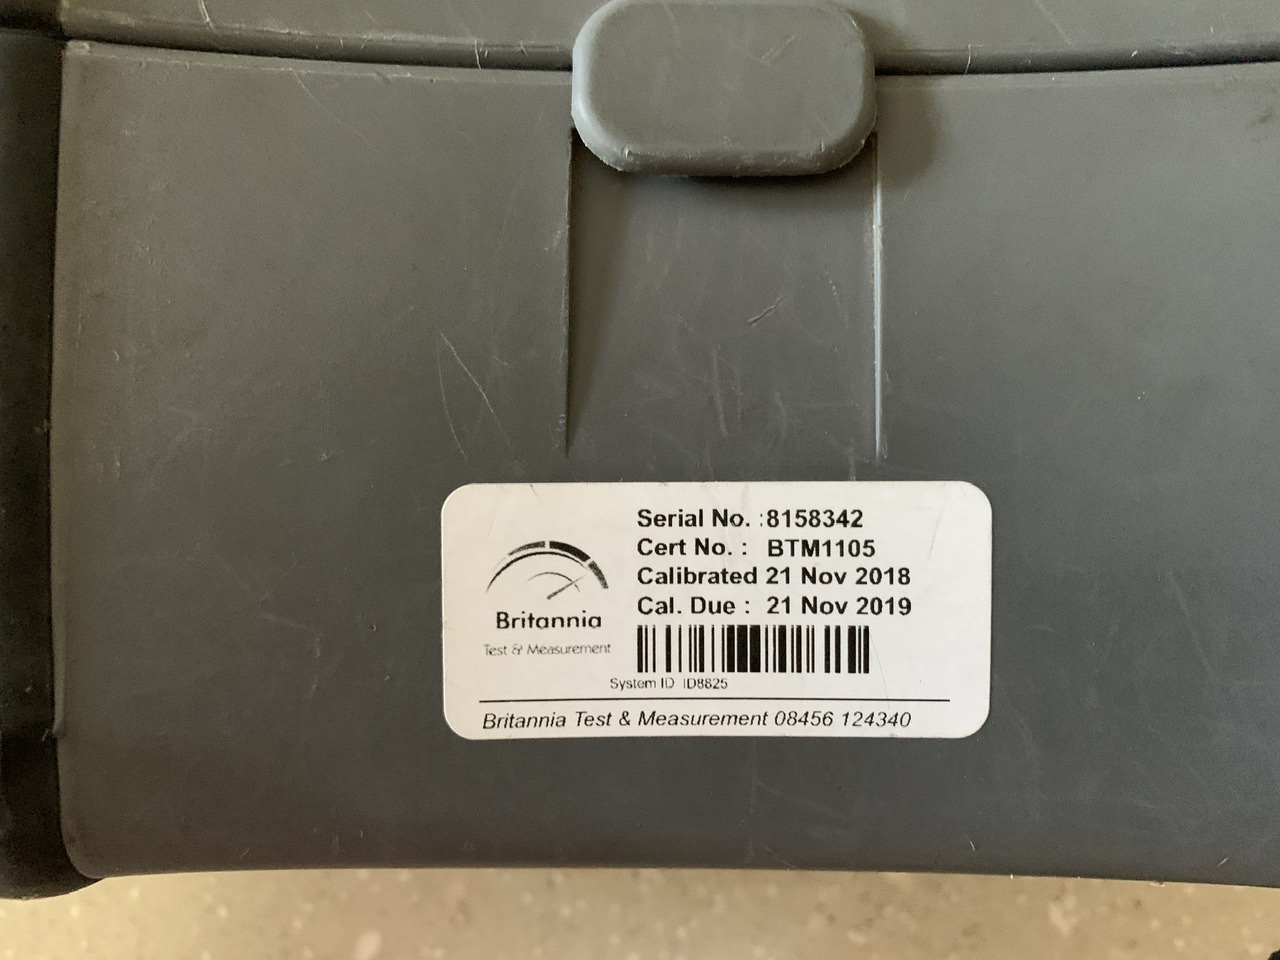 Serial No. :8158342
Cert No. : BTM1105
Calibrated 21 Nov 2018
Cal. Due : 21 Nov 2019
Britannia
Test & Measurement
System ID ID8825
Britannia Test & Measurement 08456 124340